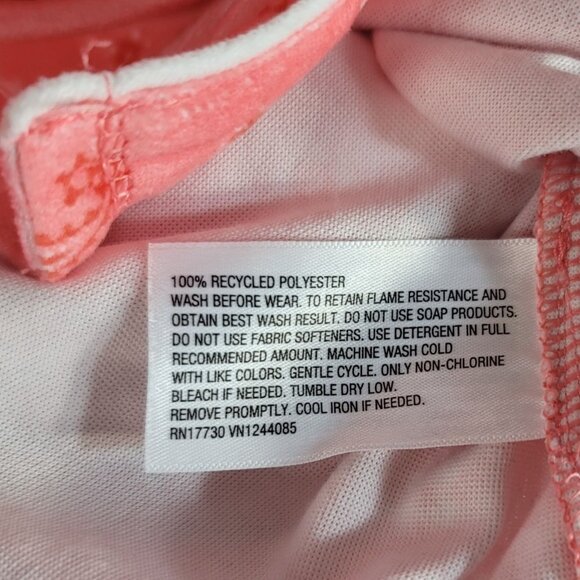 100% RECYCLED POLYESTER
WASH BEFORE WEAR. TO RETAIN FLAME RESISTANCE AND
OBTAIN BEST WASH RESULT. DO NOT USE SOAP PRODUCTS.
DO NOT USE FABRIC SOFTENERS. USE DETERGENT IN FULL
RECOMMENDED AMOUNT. MACHINE WASH COLD
WITH LIKE COLORS. GENTLE CYCLE. ONLY NON-CHLORINE
BLEACH IF NEEDED. TUMBLE DRY LOW.
REMOVE PROMPTLY. COOL IRON IF NEEDED.
RN17730 VN1244085